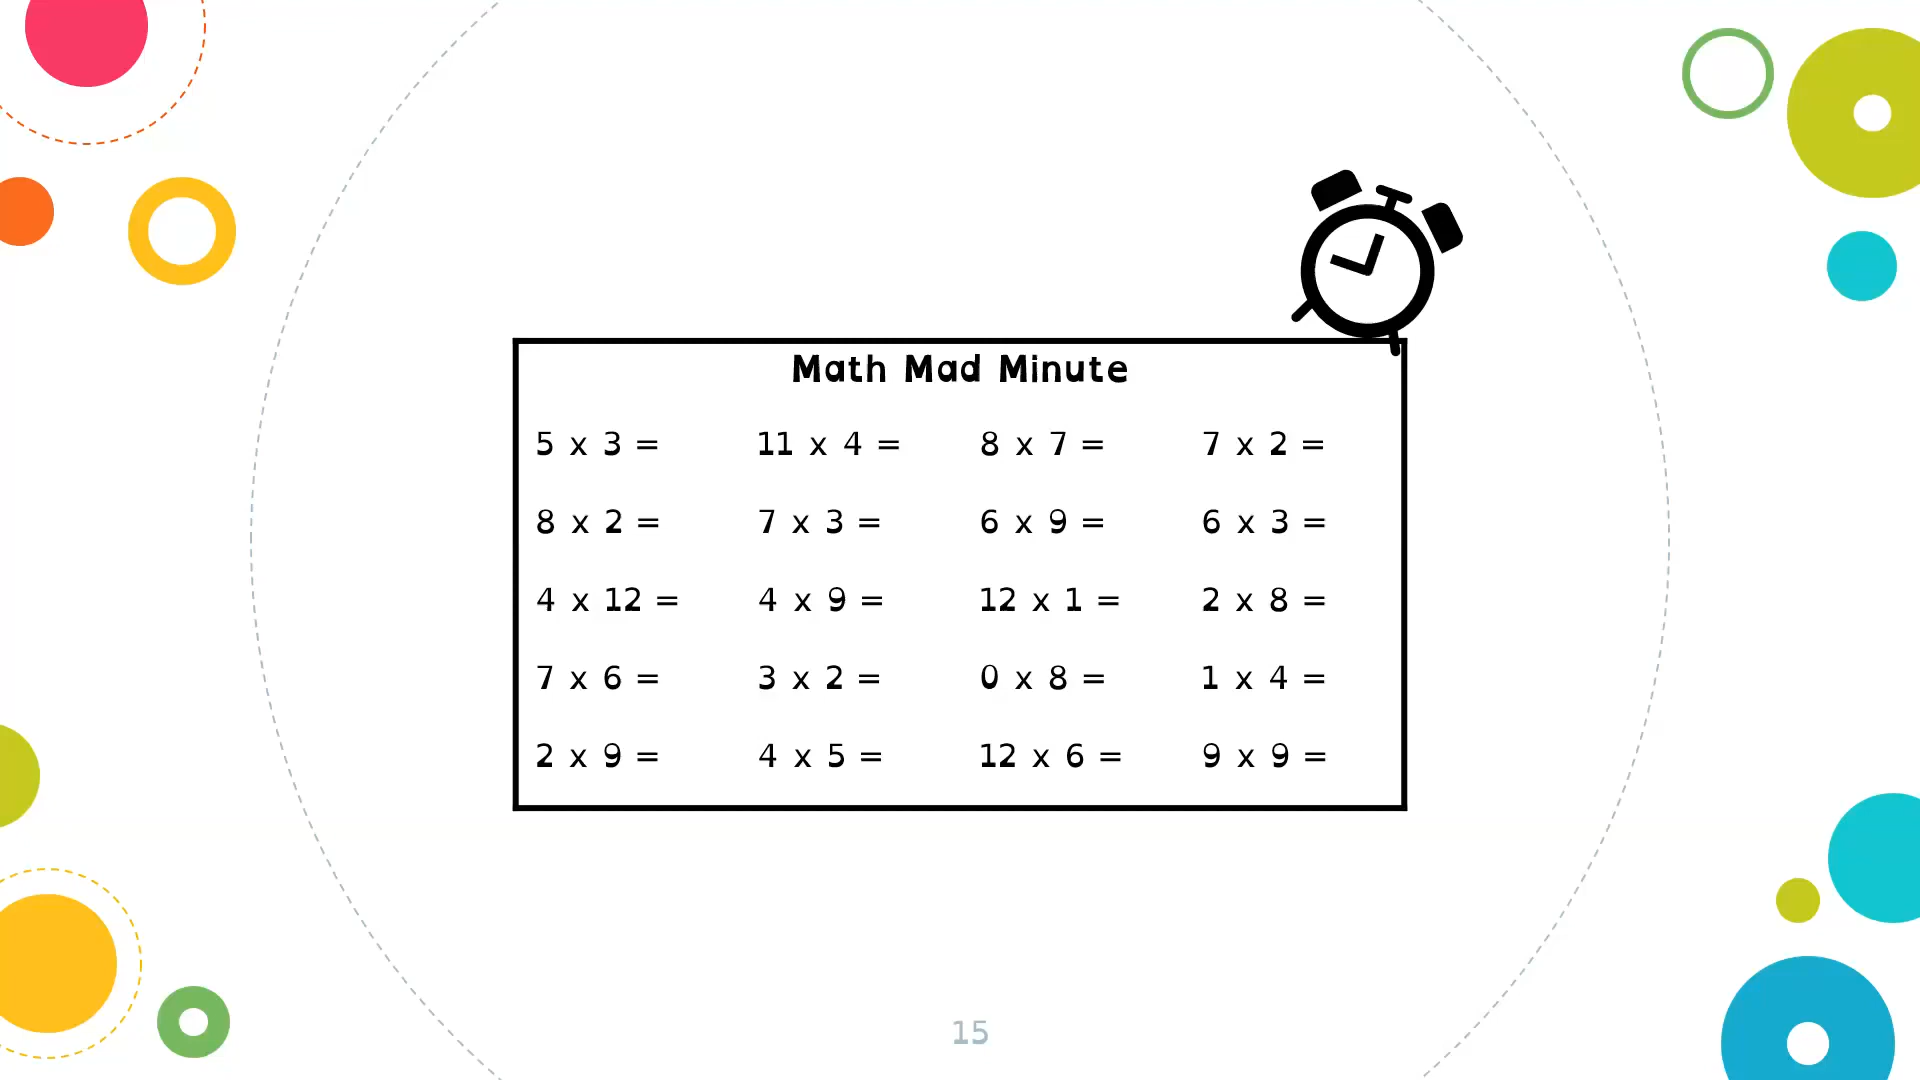 Math Mad Minute
5 x 3 = 11 x 4 = 8 x 7 = 7 x 2 =
8 x 2 = 7 x 3 = 6 x 9 = 6 x 3 =
4 x 12 = 4 x 9 = 12 x 1 = 2 x 8 =
7 x 6 = 3 x 2 = 0 x 8 = 1 x 4 =
2 x 9 = 4 x 5 = 12 x 6 = 9 x 9 =
15